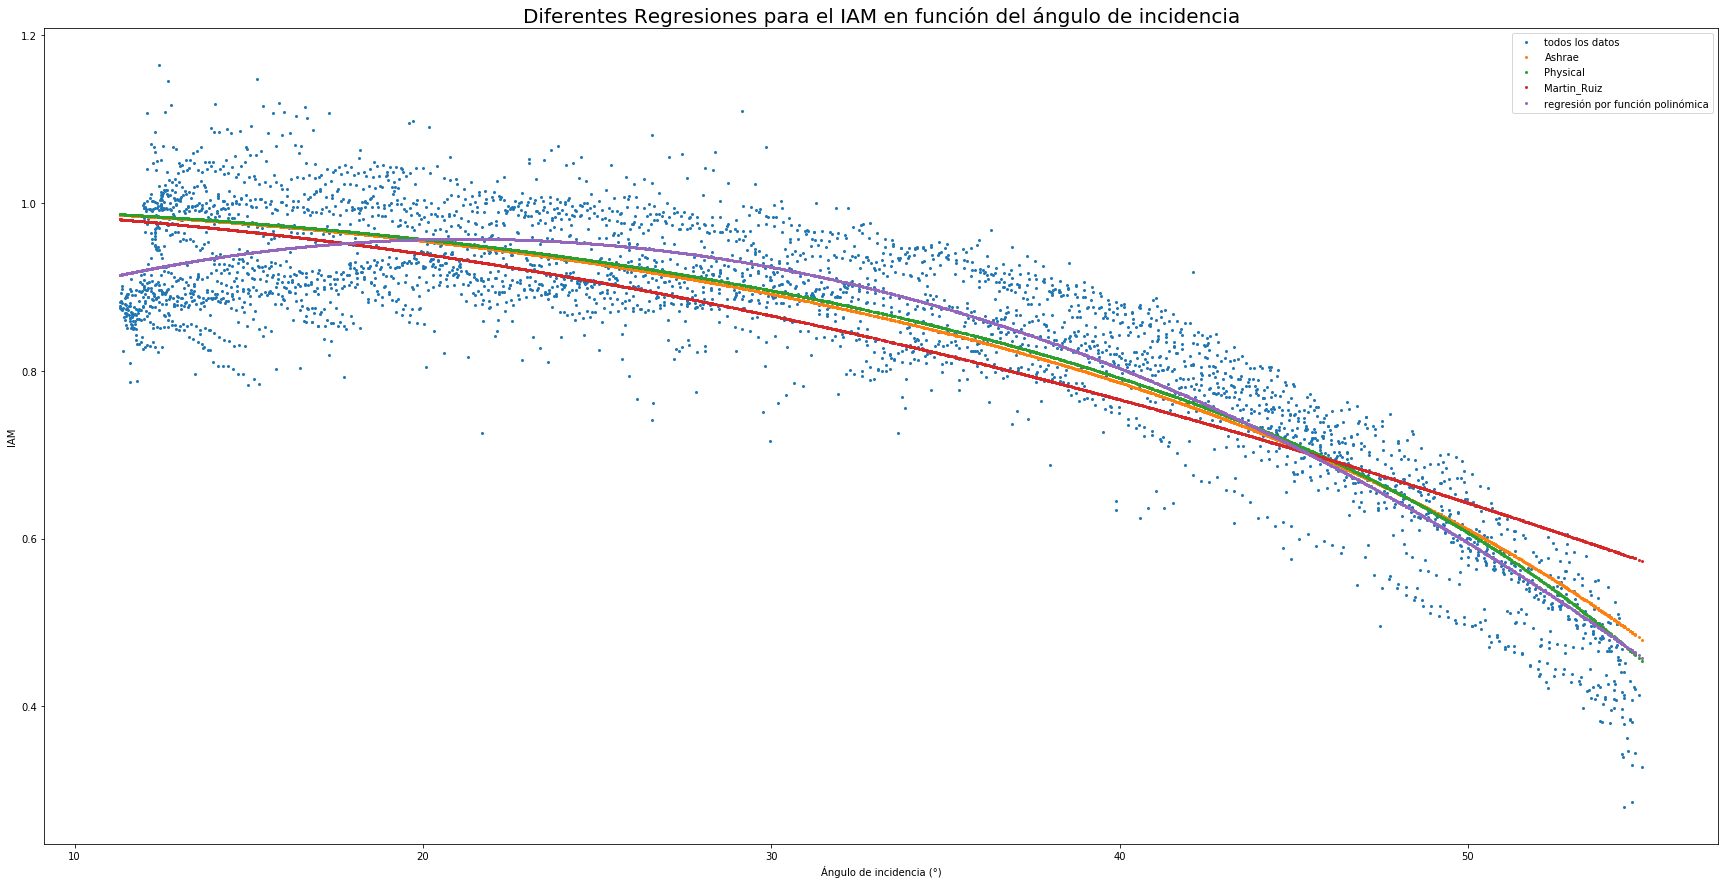 Diferentes Regresiones para el IAM en función del ángulo de incidencia
todos los datos
Ashrae
Physical
Martin_Ruiz
regresión por función polinómica
1.2
1.0
0.8
0.6
0.4
IAM
10 20 30 40 50
Ángulo de incidencia (°)